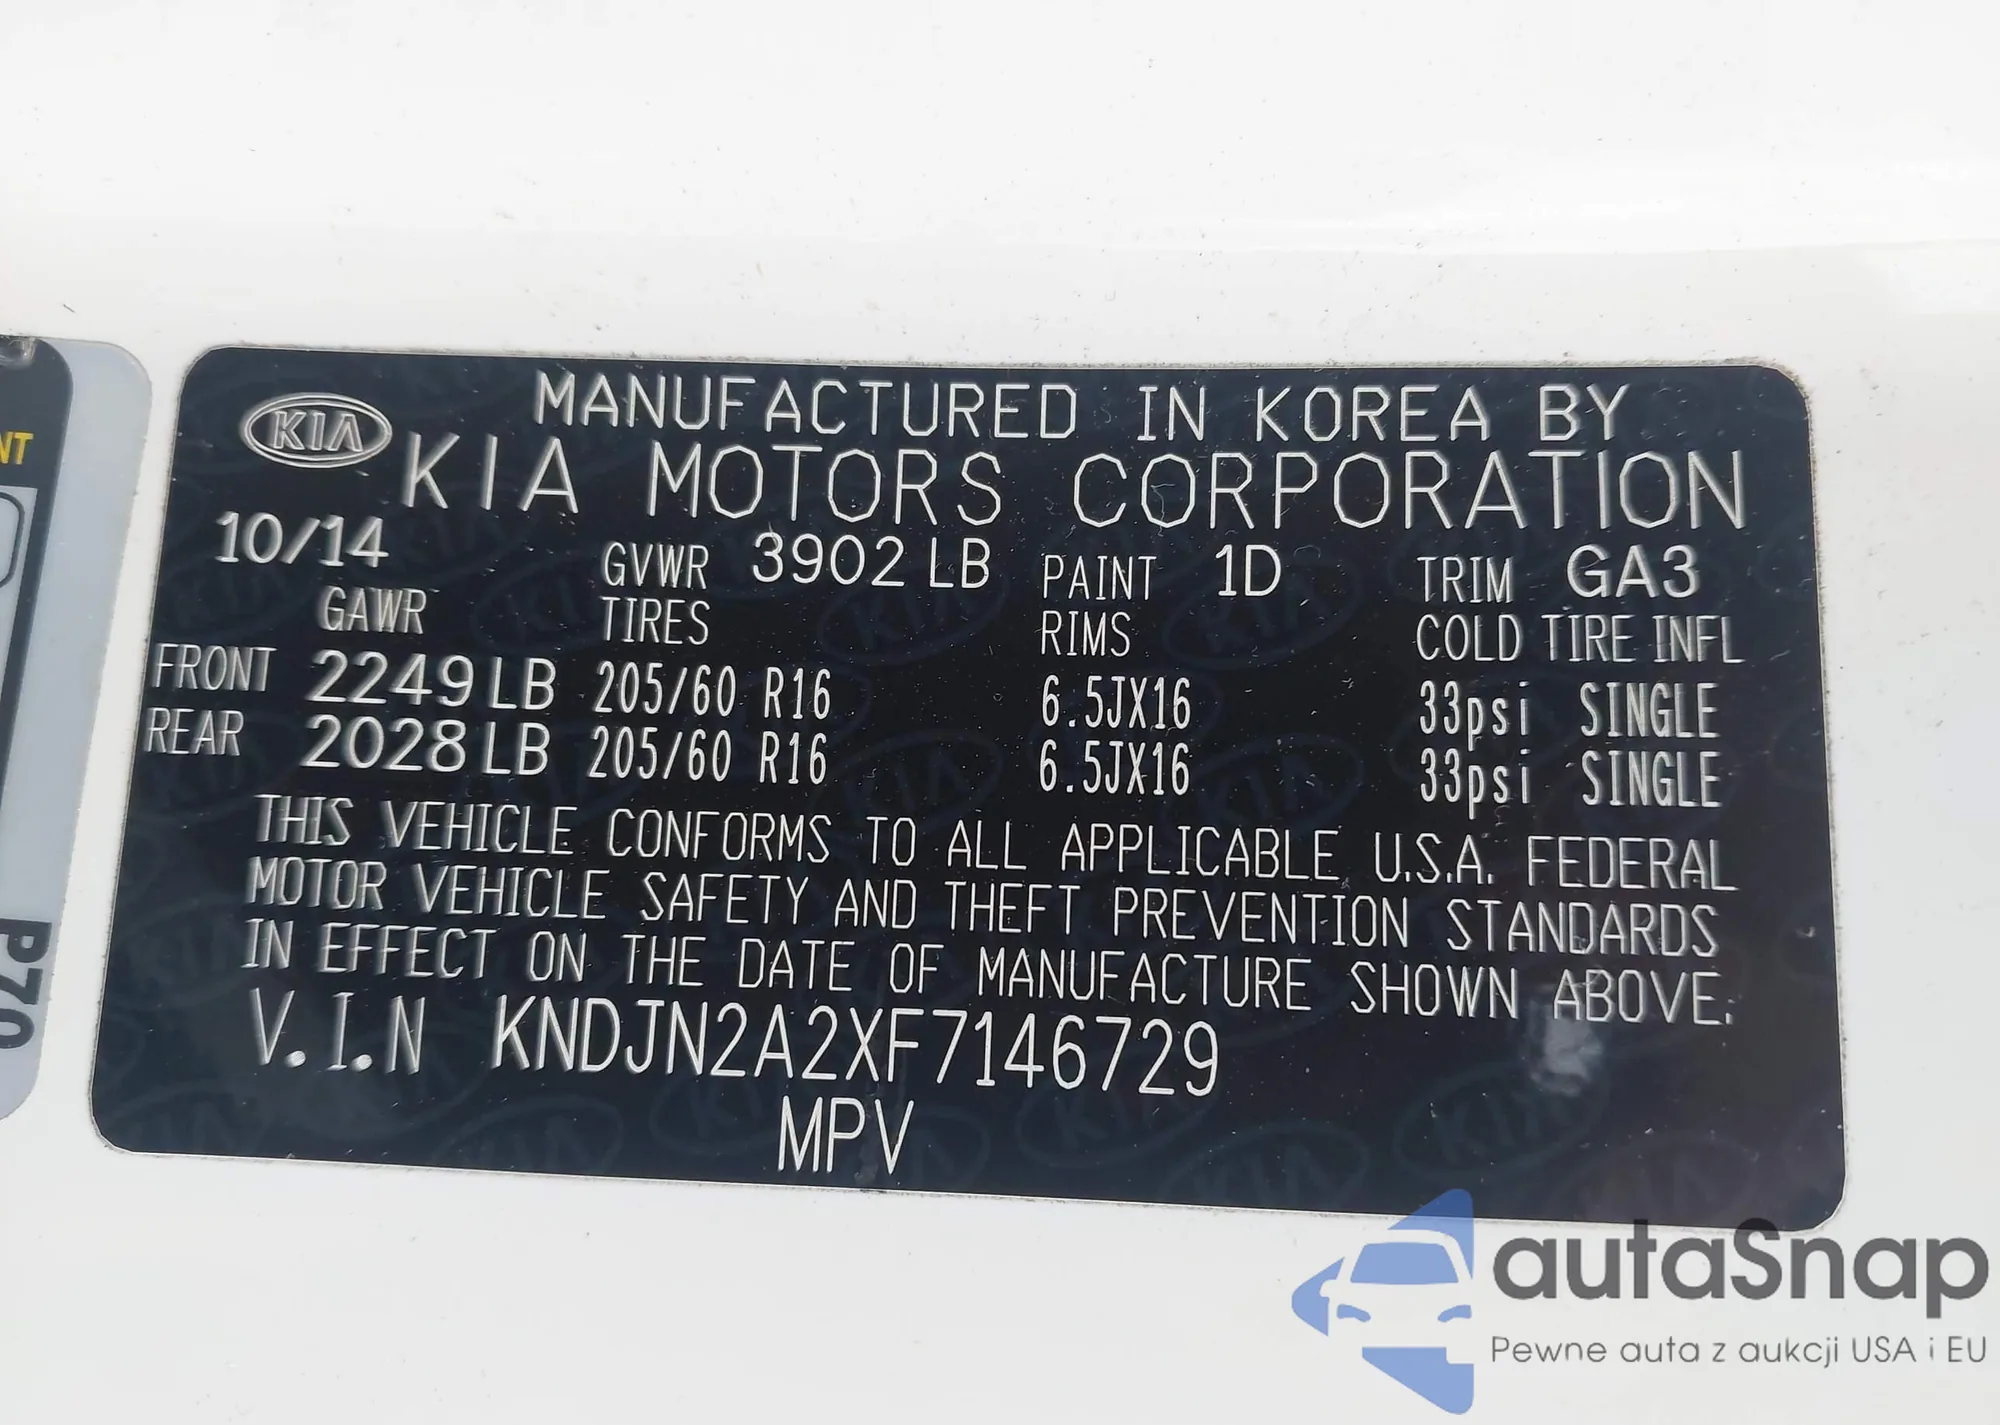 KIA
MANUFACTURED IN KOREA BY
KIA MOTORS CORPORATION
10/14 GVWR 3902 LB PAINT 1D TRIM GA3
GAWR TIRES RIMS COLD TIRE INFL
FRONT 2249 LB 205/60 R16 6.5JX16 33psi SINGLE
REAR 2028 LB 205/60 R16 6.5JX16 33psi SINGLE
THIS VEHICLE CONFORMS TO ALL APPLICABLE U.S.A. FEDERAL
MOTOR VEHICLE SAFETY AND THEFT PREVENTION STANDARDS
IN EFFECT ON THE DATE OF MANUFACTURE SHOWN ABOVE.
V.I.N KNDJN2A2XF7146729
MPV
NT
P70
autaSnap
Pewne auta z aukcji USA i EU